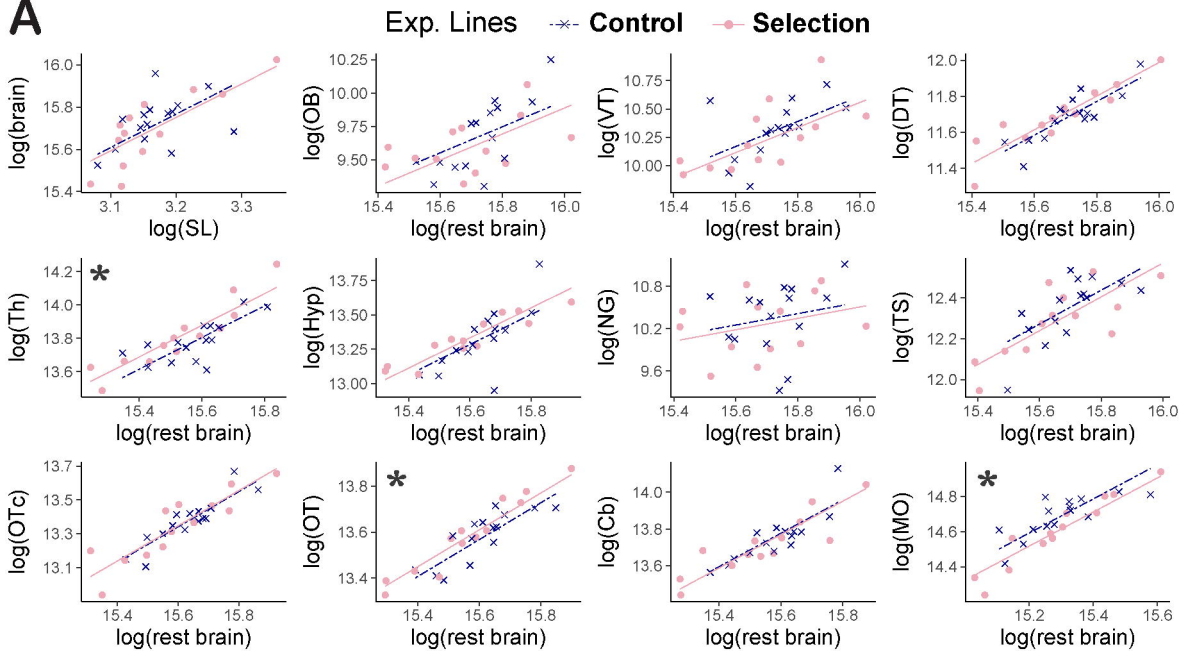 A
Exp. Lines Control Selection
log(brain)
16.0
15.8
15.6
15.4
3.1 3.2 3.3
log(SL)
log(OB)
10.25
10.00
9.75
9.50
15.4 15.6 15.8 16.0
log(rest brain)
log(VT)
10.75
10.50
10.25
10.00
15.4 15.6 15.8 16.0
log(rest brain)
log(DT)
12.0
11.8
11.6
11.4
15.4 15.6 15.8 16.0
log(rest brain)
*
log(Th)
14.2
14.0
13.8
13.6
15.4 15.6 15.8
log(rest brain)
log(Hyp)
13.75
13.50
13.25
13.00
15.4 15.6 15.8
log(rest brain)
log(NG)
10.8
10.2
9.6
15.4 15.6 15.8 16.0
log(rest brain)
log(TS)
12.4
12.2
12.0
15.4 15.6 15.8 16.0
log(rest brain)
log(OTc)
13.7
13.5
13.3
13.1
15.4 15.6 15.8
log(rest brain)
*
log(OT)
13.8
13.6
13.4
15.4 15.6 15.8
log(rest brain)
log(Cb)
14.0
13.8
13.6
15.4 15.6 15.8
log(rest brain)
*
log(MO)
14.8
14.6
14.4
15.2 15.4 15.6
log(rest brain)